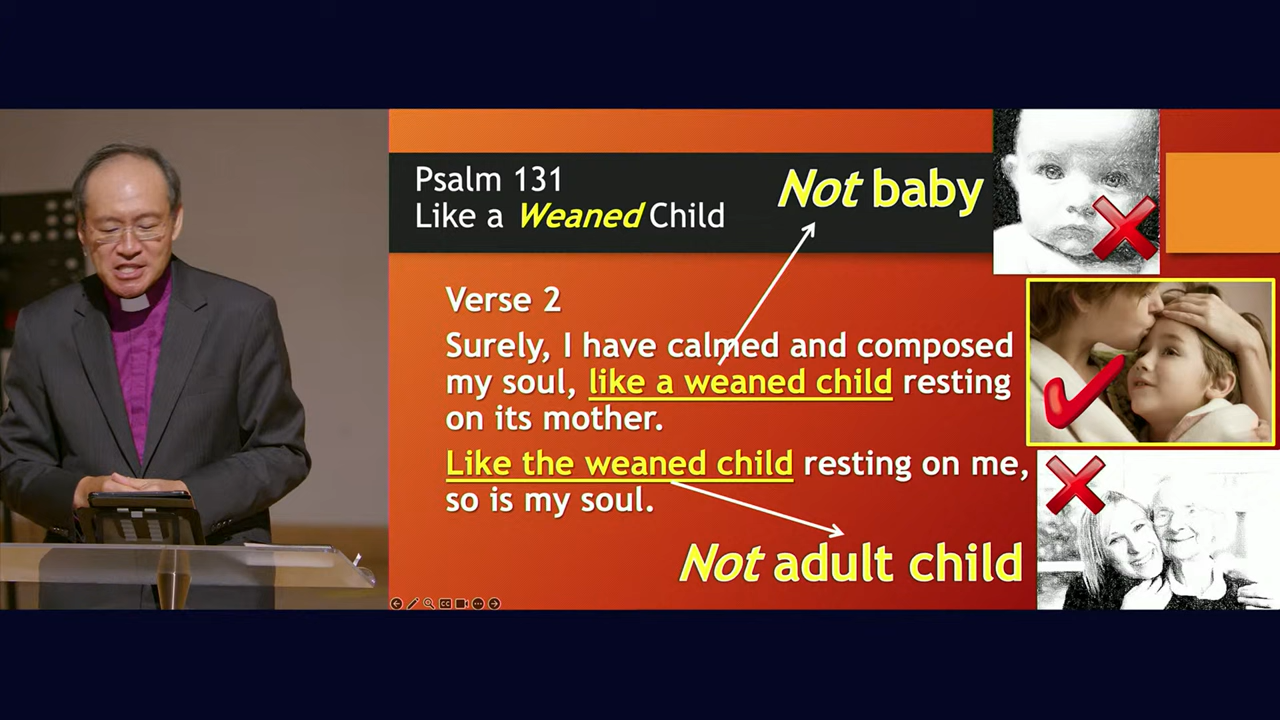 Psalm 131
Like a Weaned Child
Not baby
Verse 2
Surely, I have calmed and composed
my soul, like a weaned child resting
on its mother.
Like the weaned child resting on me,
so is my soul.
Not adult child
CC